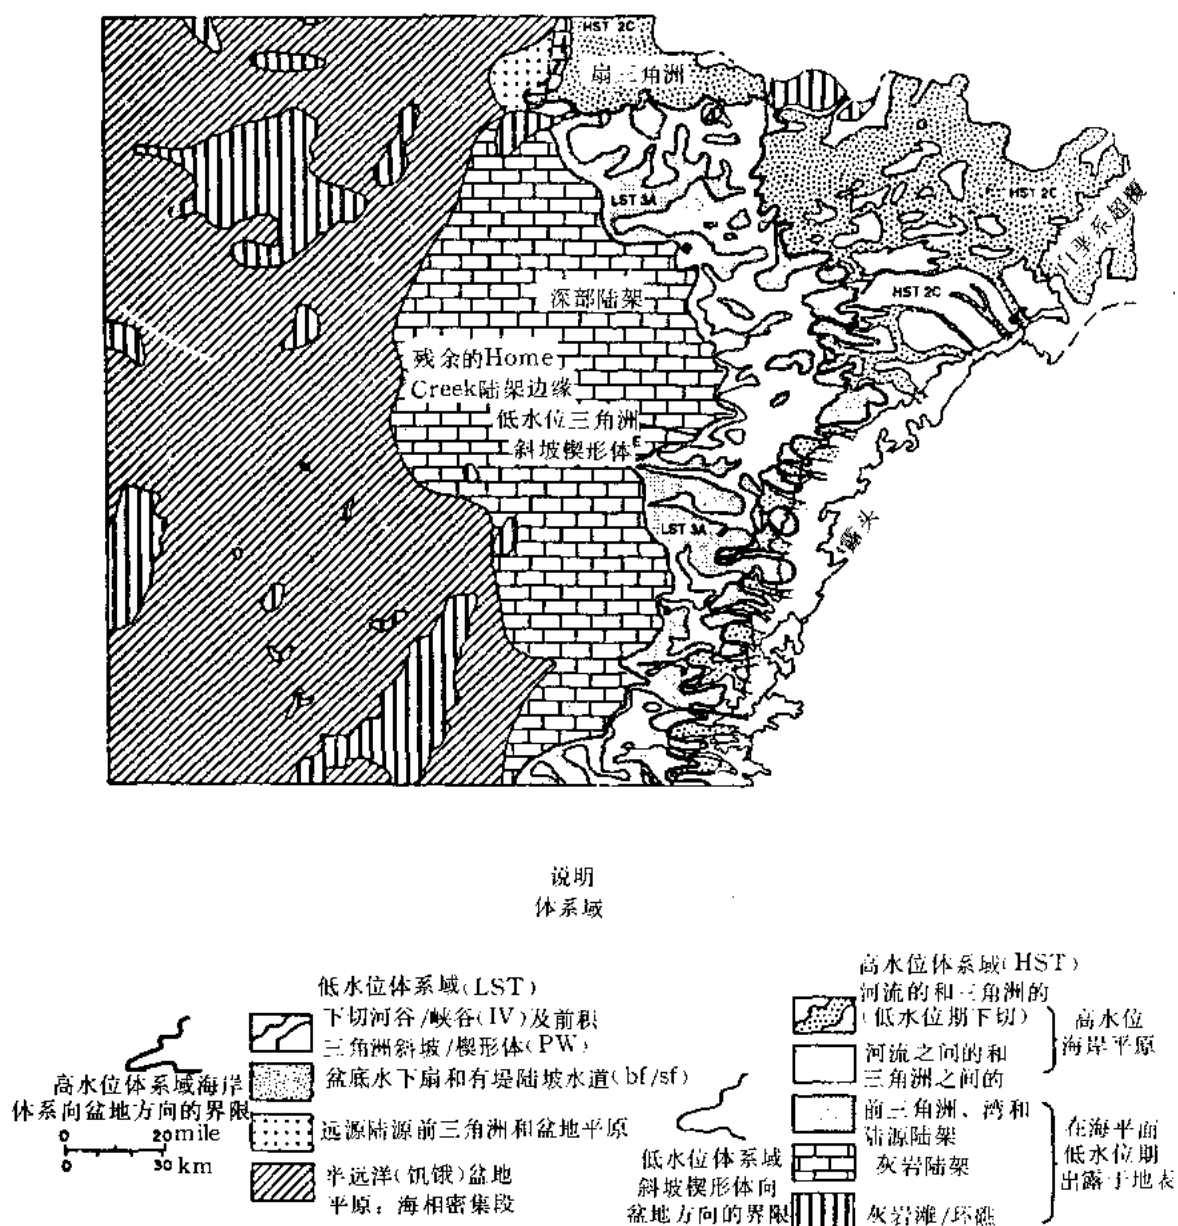 HST 2C
扇三角洲
LST 3A
HST 2C
HST 2C
深部陆架
残余的Home
Creek陆架边缘
低水位三角洲
斜坡楔形体
LST 3A
露头
说明
体系域
低水位体系域(LST)
下切河谷/峡谷(IV)及前积
三角洲斜坡/楔形体(PW)
盆底水下扇和有堤陆坡水道(bf/sf)
远源陆源前三角洲和盆地平原
半远洋(饥饿)盆地
平原;海相密集段
高水位体系域海岸
体系向盆地方向的界限
0 20 mile
0 30 km
高水位体系域(HST)
河流的和三角洲的
(低水位期下切)
河流之间的和
三角洲之间的
高水位
海岸平原
前三角洲、湾和
陆源陆架
灰岩陆架
灰岩滩/环礁
在海平面
低水位期
出露于地表
低水位体系域
斜坡楔形体向
盆地方向的界限